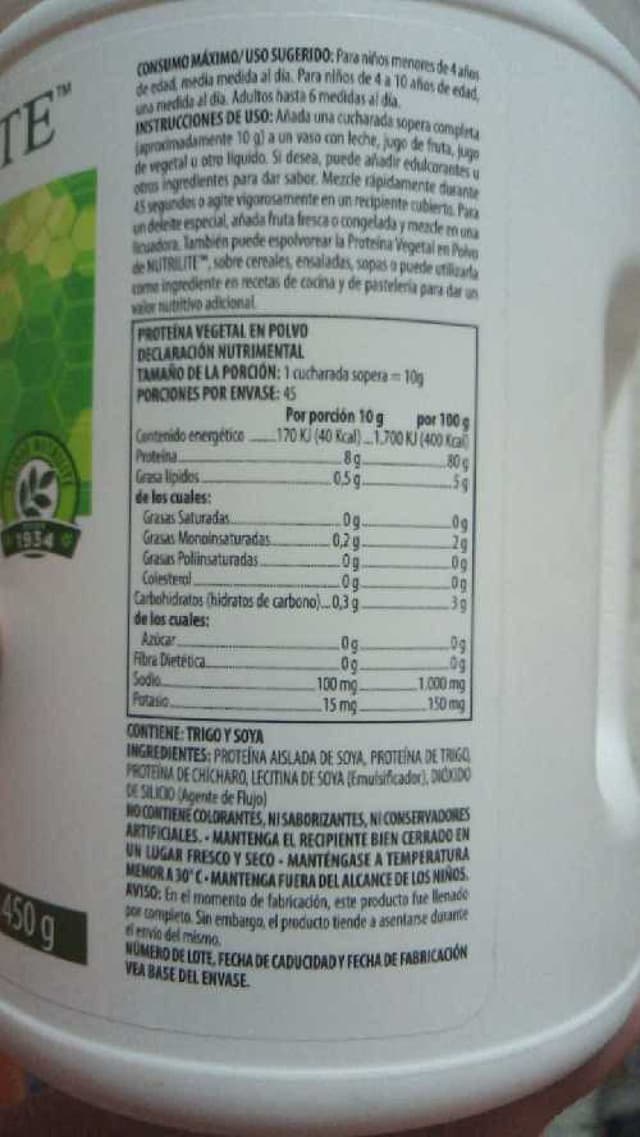 TE™
1934
450 g
CONSUMO MÁXIMO/USO SUGERIDO: Para niños menores de 4 años
de edad, media medida al día. Para niños de 4 a 10 años de edad,
una medida al día. Adultos hasta 6 medidas al día.
INSTRUCCIONES DE USO: Añada una cucharada sopera completa
(aproximadamente 10 g) a un vaso con leche, jugo de fruta, jugo
de vegetal u otro líquido. Si desea, puede añadir edulcorantes u
otros ingredientes para dar sabor. Mezcle rápidamente durante
45 segundos o agite vigorosamente en un recipiente cubierto. Para
un deleite especial, añada fruta fresca o congelada y mezcle en una
licuadora. También puede espolvorear la Proteína Vegetal en Polvo
de NUTRILITE™, sobre cereales, ensaladas, sopas o puede utilizarla
como ingrediente en recetas de cocina y de pastelería para dar un
valor nutritivo adicional.
PROTEÍNA VEGETAL EN POLVO
DECLARACIÓN NUTRIMENTAL
TAMAÑO DE LA PORCIÓN: 1 cucharada sopera = 10g
PORCIONES POR ENVASE: 45
Por porción 10 g por 100 g
Contenido energético 170 KJ (40 Kcal) 1.700 KJ (400 Kcal)
Proteína 8 g 80 g
Grasa lípidos 0,5 g 5 g
de los cuales:
Grasas Saturadas 0 g 0 g
Grasas Monoinsaturadas 0,2 g 2 g
Grasas Poliinsaturadas 0 g 0 g
Colesterol 0 g 0 g
Carbohidratos (hidratos de carbono) 0,3 g 3 g
de los cuales:
Azúcar 0 g 0 g
Fibra Dietética 0 g 0 g
Sodio 100 mg 1.000 mg
Potasio 15 mg 150 mg
CONTIENE: TRIGO Y SOYA
INGREDIENTES: PROTEÍNA AISLADA DE SOYA, PROTEÍNA DE TRIGO,
PROTEÍNA DE CHÍCHARO, LECITINA DE SOYA (Emulsificador), DIÓXIDO
DE SILICIO (Agente de Flujo)
NO CONTIENE COLORANTES, NI SABORIZANTES, NI CONSERVADORES
ARTIFICIALES. - MANTENGA EL RECIPIENTE BIEN CERRADO EN
UN LUGAR FRESCO Y SECO - MANTÉNGASE A TEMPERATURA
MENOR A 30° C - MANTENGA FUERA DEL ALCANCE DE LOS NIÑOS.
AVISO: En el momento de fabricación, este producto fue llenado
por completo. Sin embargo, el producto tiende a asentarse durante
el envío del mismo.
NÚMERO DE LOTE, FECHA DE CADUCIDAD Y FECHA DE FABRICACIÓN
VEA BASE DEL ENVASE.